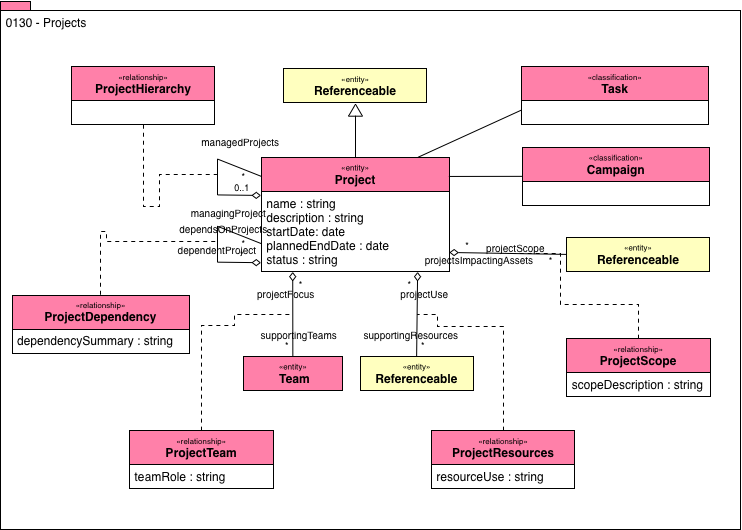 0130 - Projects
«relationship»
ProjectHierarchy
«entity»
Referenceable
«classification»
Task
managedProjects
*
0..1
«entity»
Project
name : string
description : string
startDate: date
plannedEndDate : date
status : string
«classification»
Campaign
managingProject
dependsOnProjects
*
dependentProject
*
*
projectScope
projectsImpactingAssets
*
«entity»
Referenceable
*
projectFocus
*
projectUse
«relationship»
ProjectDependency
dependencySummary : string
supportingTeams
*
supportingResources
*
«entity»
Team
«entity»
Referenceable
«relationship»
ProjectScope
scopeDescription : string
«relationship»
ProjectTeam
teamRole : string
«relationship»
ProjectResources
resourceUse : string